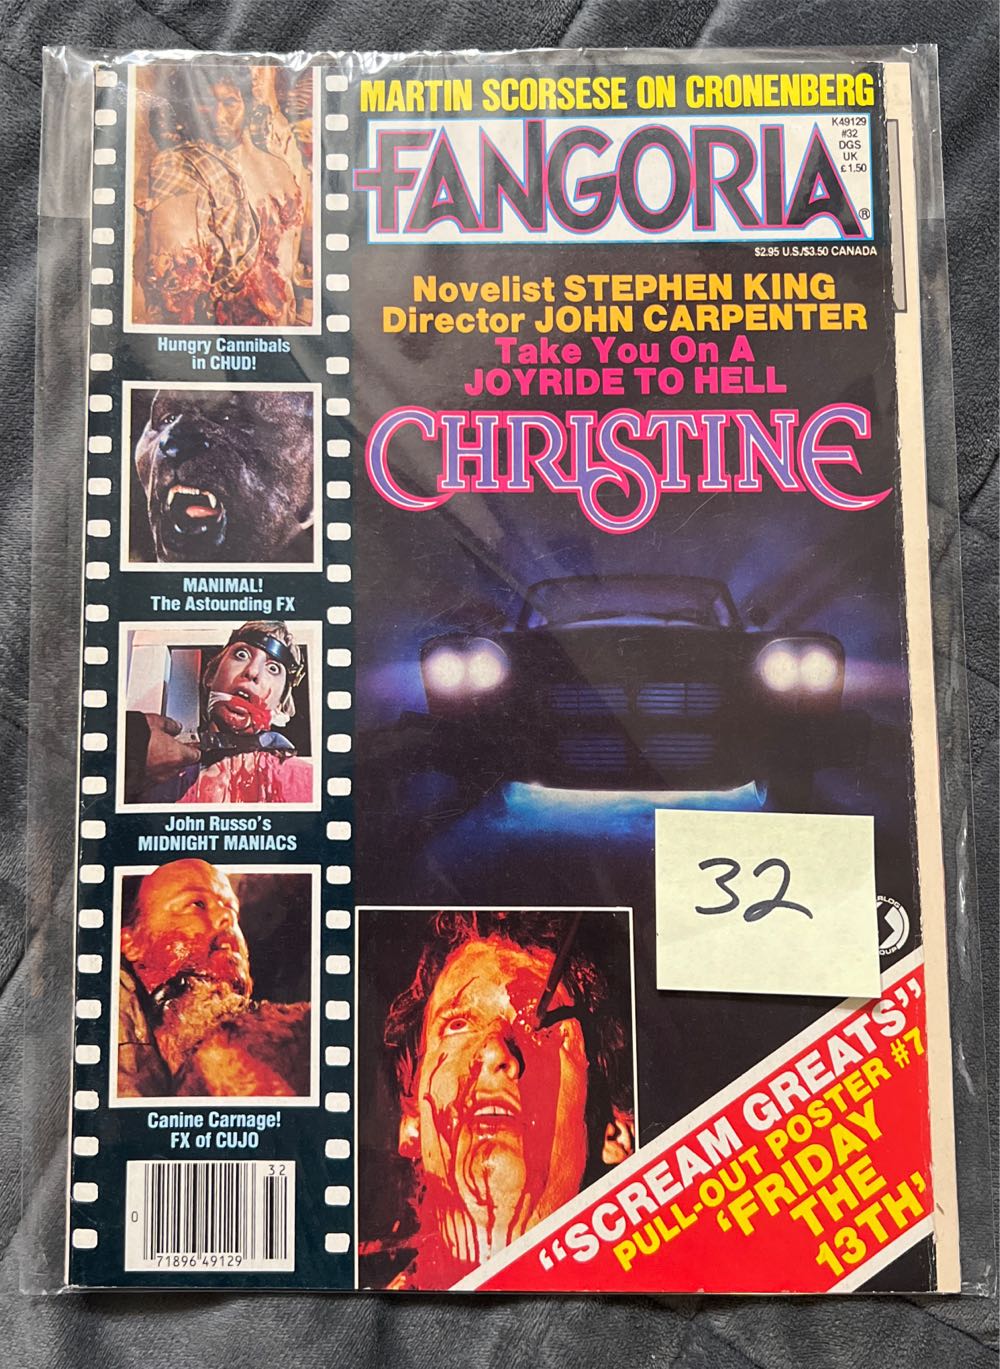 MARTIN SCORSESE ON CRONENBERG
FANGORIA®
K49129
#32
DGS
UK
£1.50
$2.95 U.S./$3.50 CANADA
Novelist STEPHEN KING
Director JOHN CARPENTER
Take You On A
JOYRIDE TO HELL
CHRISTINE
Hungry Cannibals
in CHUD!
MANIMAL!
The Astounding FX
John Russo's
MIDNIGHT MANIACS
Canine Carnage!
FX of CUJO
32
"SCREAM GREATS"
PULL-OUT POSTER #7
'FRIDAY
THE
13TH'
32
0
71896 49129